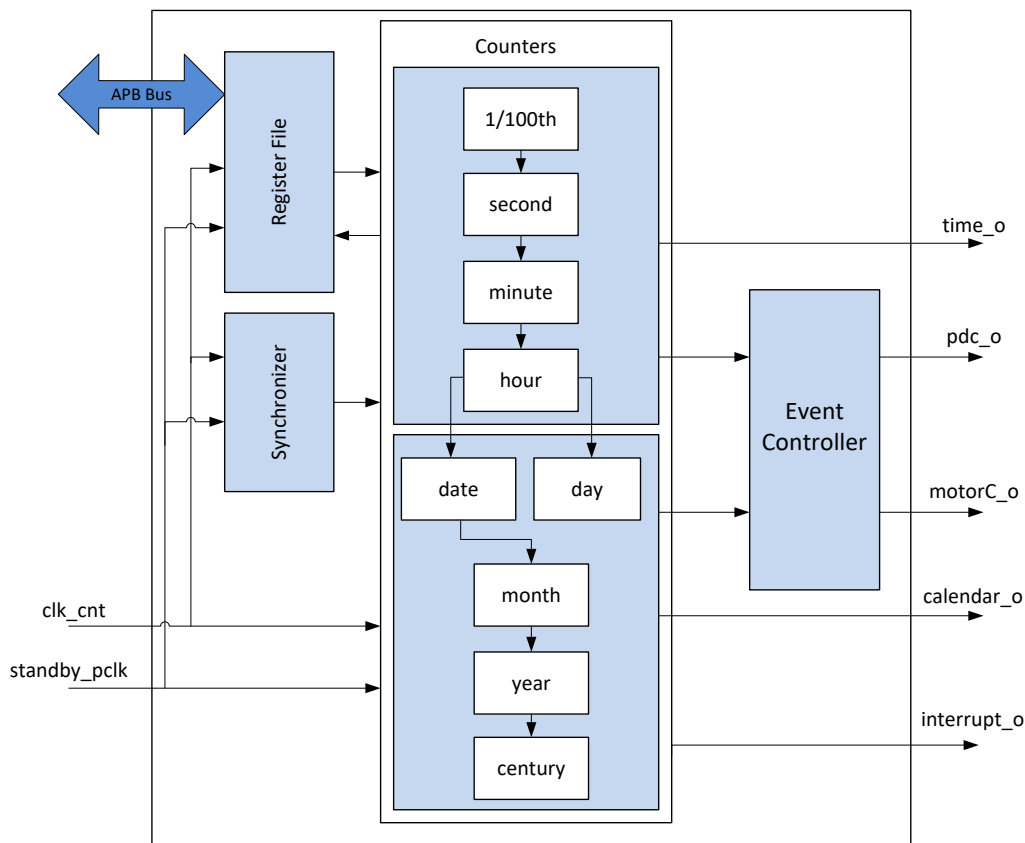 Counters
APB Bus
Register File
1/100th
second
time_o
minute
pdc_o
Synchronizer
hour
Event
Controller
date
day
motorC_o
month
clk_cnt
calendar_o
standby_pclk
year
interrupt_o
century